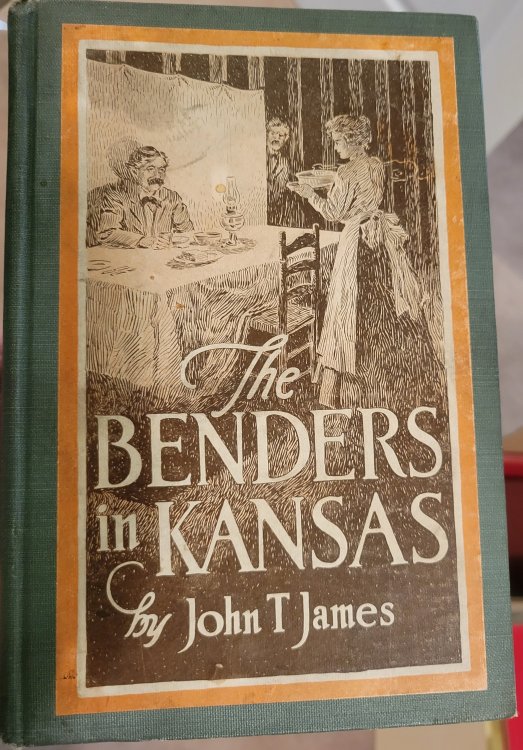 The
BENDERS
in KANSAS
by John T James